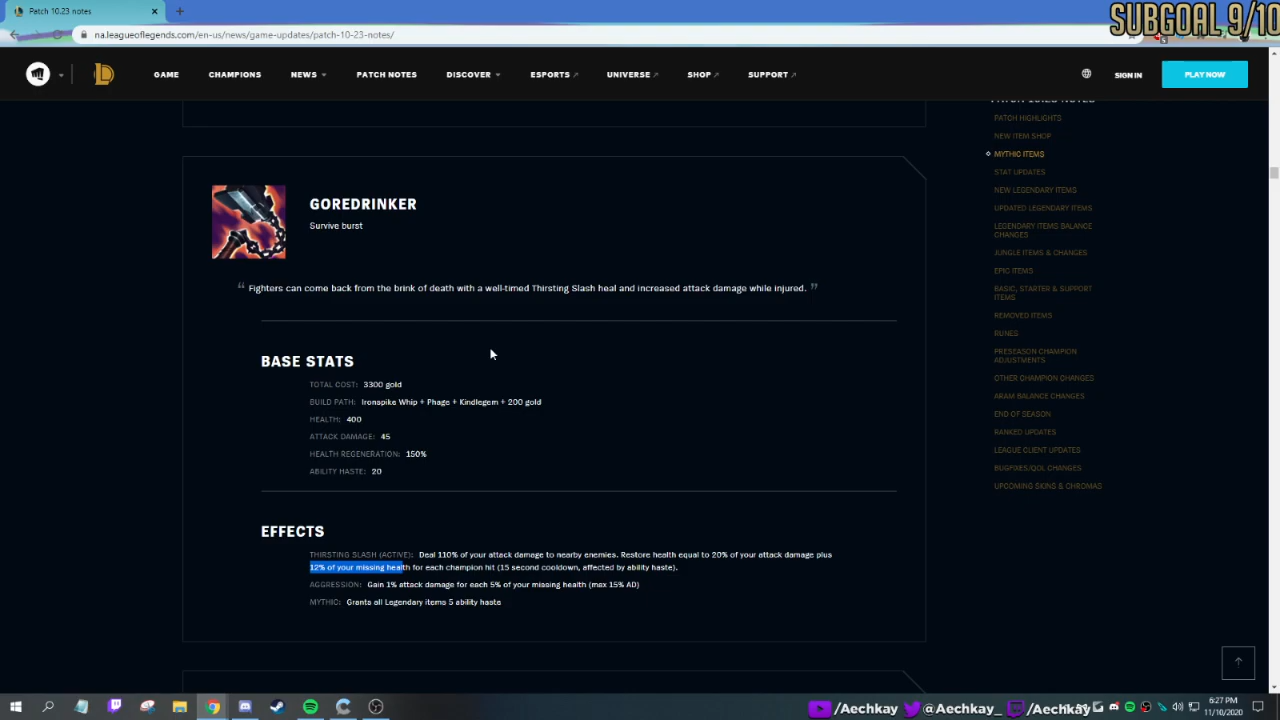 Patch 10.23 notes
SUBGOAL 9/10
na.leagueoflegends.com/en-us/news/game-updates/patch-10-23-notes/
GAME CHAMPIONS NEWS PATCH NOTES DISCOVER ESPORTS UNIVERSE SHOP SUPPORT SIGN IN PLAY NOW
PATCH 10.23 NOTES
PATCH HIGHLIGHTS
NEW ITEM SHOP
MYTHIC ITEMS
STAT UPDATES
NEW LEGENDARY ITEMS
UPDATED LEGENDARY ITEMS
LEGENDARY ITEMS BALANCE
CHANGES
JUNGLE ITEMS & CHANGES
EPIC ITEMS
BASIC, STARTER & SUPPORT
ITEMS
REMOVED ITEMS
RUNES
PRESEASON CHAMPION
ADJUSTMENTS
OTHER CHAMPION CHANGES
ARAM BALANCE CHANGES
END OF SEASON
RANKED UPDATES
LEAGUE CLIENT UPDATES
BUGFIXES/QOL CHANGES
UPCOMING SKINS & CHROMAS
GOREDRINKER
Survive burst
“ Fighters can come back from the brink of death with a well-timed Thirsting Slash heal and increased attack damage while injured. ”
BASE STATS
TOTAL COST: 3300 gold
BUILD PATH: Ironspike Whip + Phage + Kindlegem + 200 gold
HEALTH: 400
ATTACK DAMAGE: 45
HEALTH REGENERATION: 150%
ABILITY HASTE: 20
EFFECTS
THIRSTING SLASH (ACTIVE): Deal 110% of your attack damage to nearby enemies. Restore health equal to 20% of your attack damage plus
12% of your missing health for each champion hit (15 second cooldown, affected by ability haste).
AGGRESSION: Gain 1% attack damage for each 5% of your missing health (max 15% AD)
MYTHIC: Grants all Legendary items 5 ability haste
/Aechkay @Aechkay_ /Aechkay
6:27 PM
11/10/2020